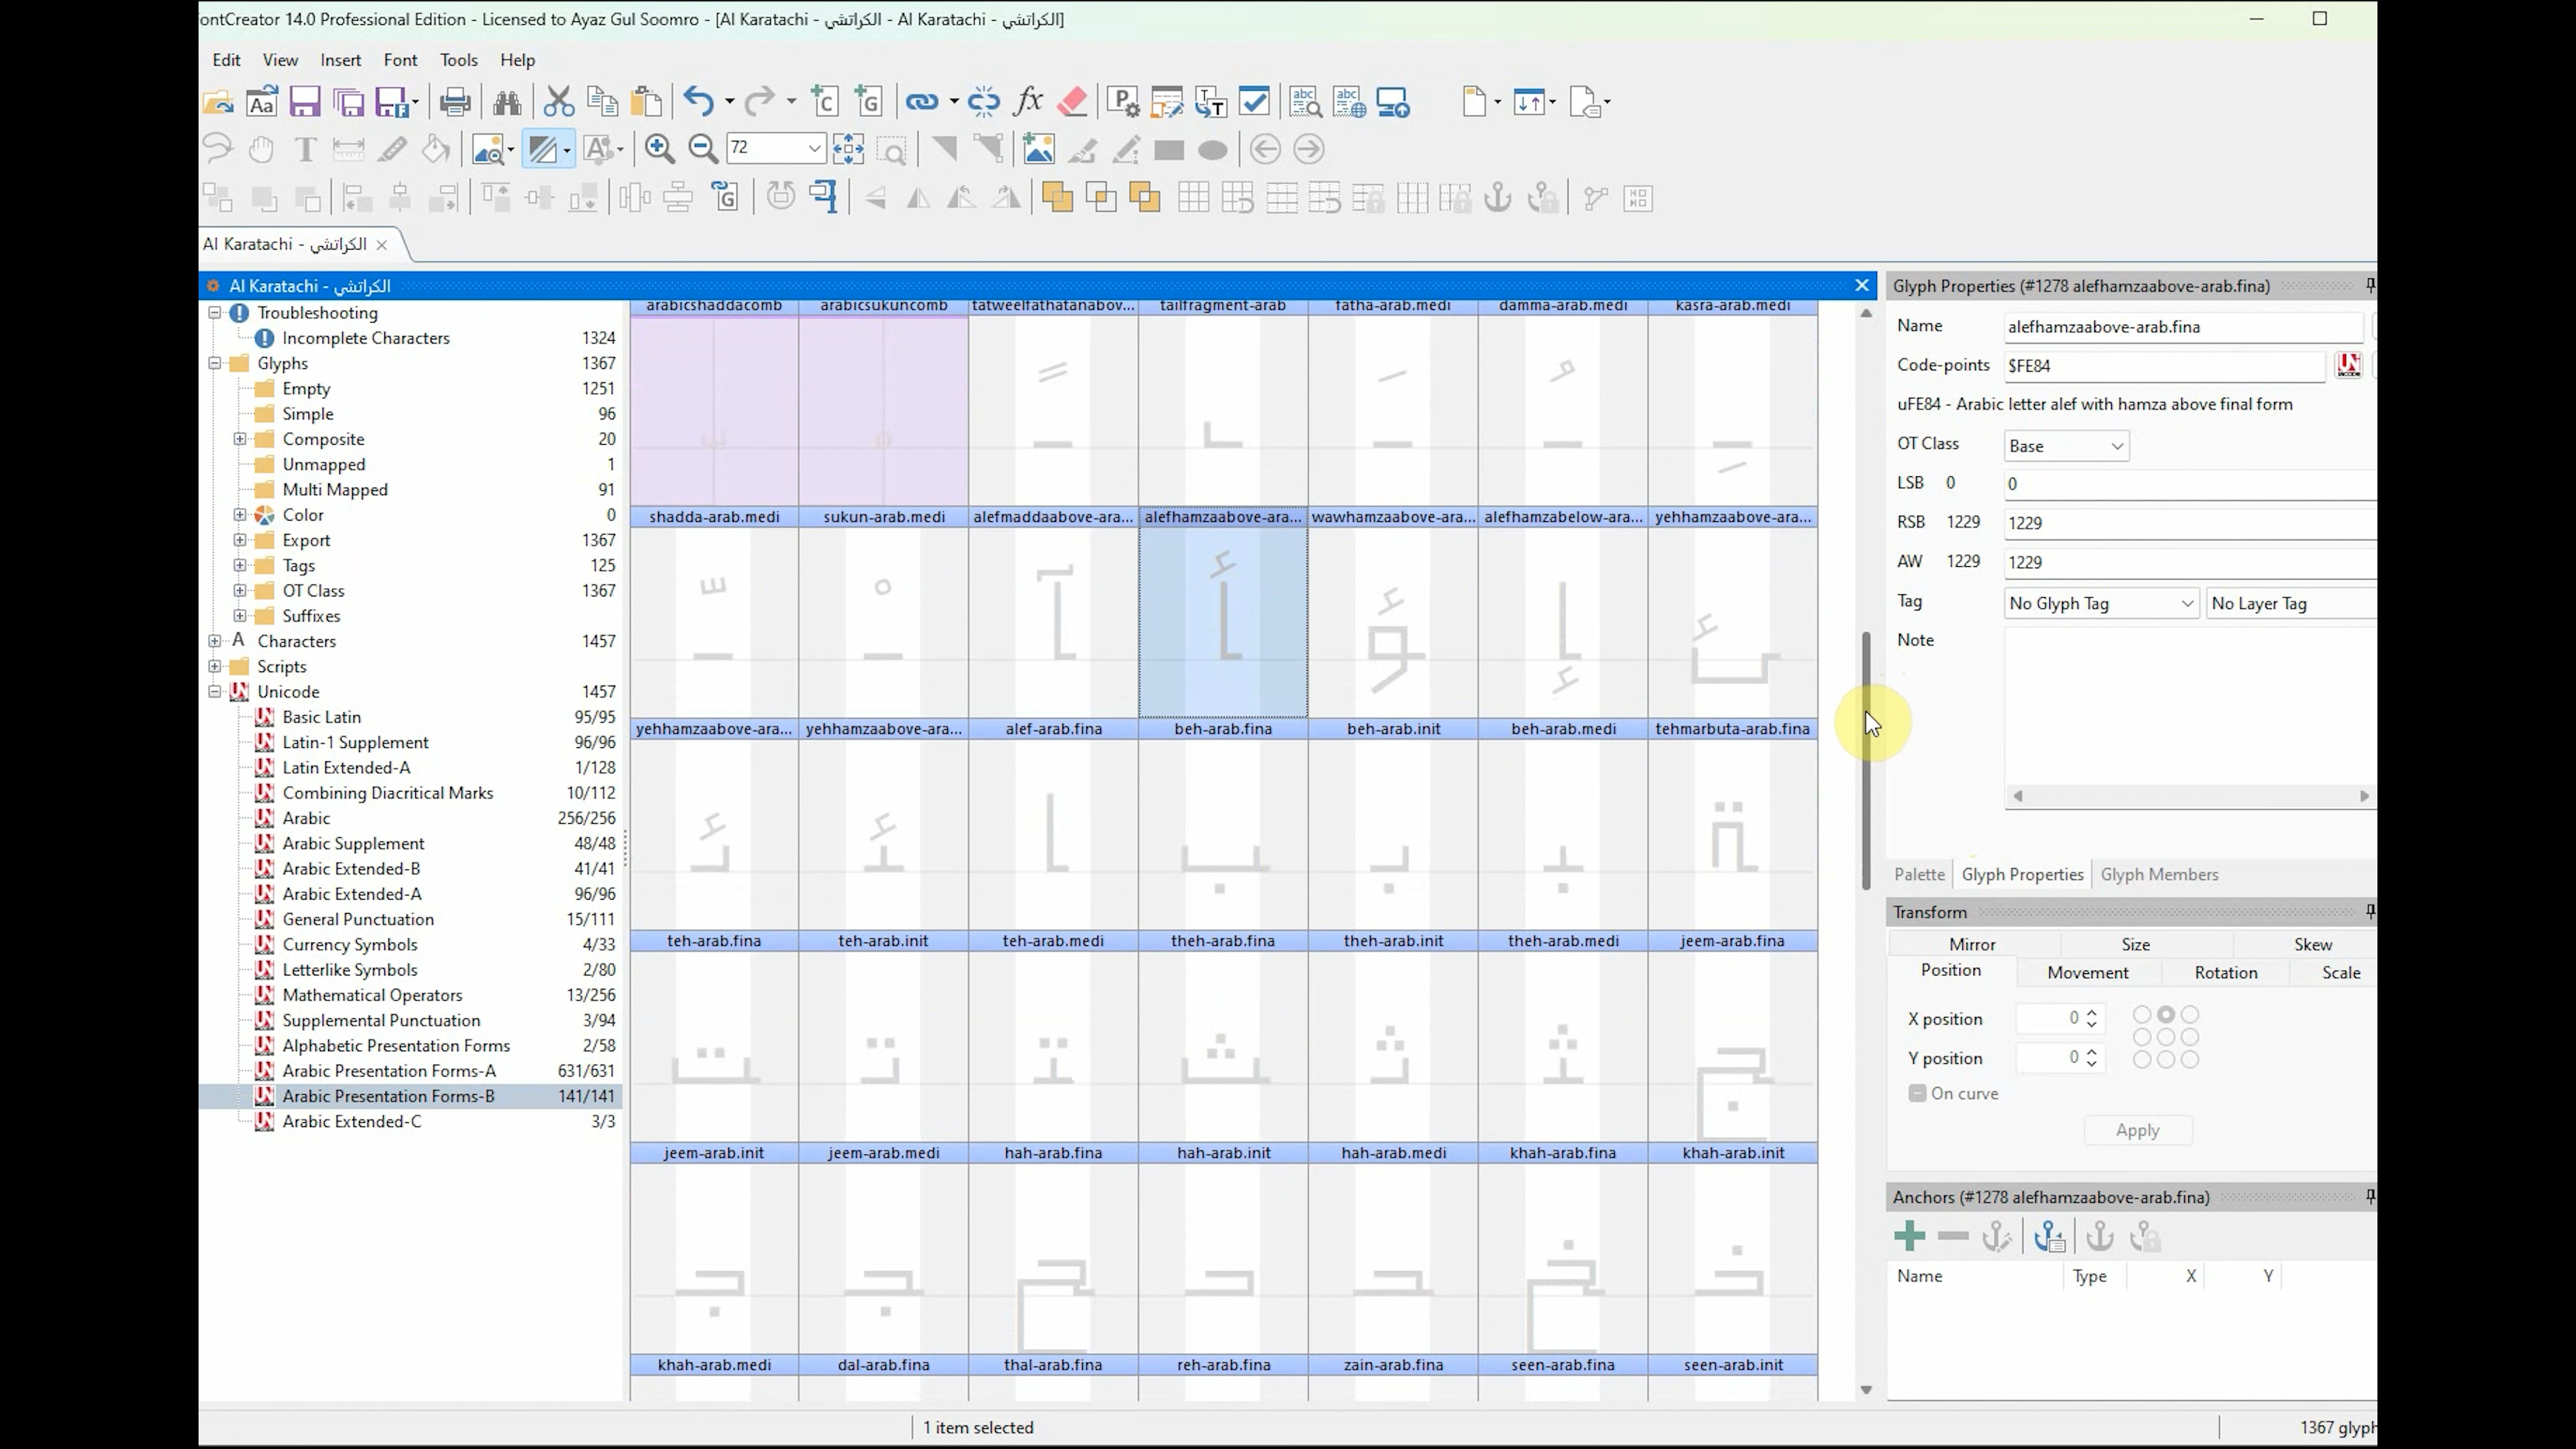 FontCreator 14.0 Professional Edition - Licensed to Ayaz Gul Soomro - [Al Karatachi - الكراتشي - Al Karatachi - الكراتشي]
Edit View Insert Font Tools Help
72
Al Karatachi - الكراتشي
Al Karatachi - الكراتشي
Troubleshooting
Incomplete Characters 1324
Glyphs 1367
Empty 1251
Simple 96
Composite 20
Unmapped 1
Multi Mapped 91
Color 0
Export 1367
Tags 125
OT Class 1367
Suffixes
Characters 1457
Scripts
Unicode 1457
Basic Latin 95/95
Latin-1 Supplement 96/96
Latin Extended-A 1/128
Combining Diacritical Marks 10/112
Arabic 256/256
Arabic Supplement 48/48
Arabic Extended-B 41/41
Arabic Extended-A 96/96
General Punctuation 15/111
Currency Symbols 4/33
Letterlike Symbols 2/80
Mathematical Operators 13/256
Supplemental Punctuation 3/94
Alphabetic Presentation Forms 2/58
Arabic Presentation Forms-A 631/631
Arabic Presentation Forms-B 141/141
Arabic Extended-C 3/3
arabicshaddacomb arabicsukuncomb tatweelfathatanabov... tailfragment-arab fatha-arab.medi damma-arab.medi kasra-arab.medi
shadda-arab.medi sukun-arab.medi alefmaddaabove-ara... alefhamzaabove-ara... wawhamzaabove-ara... alefhamzabelow-ara... yehhamzaabove-ara...
yehhamzaabove-ara... yehhamzaabove-ara... alef-arab.fina beh-arab.fina beh-arab.init beh-arab.medi tehmarbuta-arab.fina
teh-arab.fina teh-arab.init teh-arab.medi theh-arab.fina theh-arab.init theh-arab.medi jeem-arab.fina
jeem-arab.init jeem-arab.medi hah-arab.fina hah-arab.init hah-arab.medi khah-arab.fina khah-arab.init
khah-arab.medi dal-arab.fina thal-arab.fina reh-arab.fina zain-arab.fina seen-arab.fina seen-arab.init
Glyph Properties (#1278 alefhamzaabove-arab.fina)
Name alefhamzaabove-arab.fina
Code-points $FE84
uFE84 - Arabic letter alef with hamza above final form
OT Class Base
LSB 0 0
RSB 1229 1229
AW 1229 1229
Tag No Glyph Tag No Layer Tag
Note
Palette Glyph Properties Glyph Members
Transform
Mirror Size Skew
Position Movement Rotation Scale
X position 0
Y position 0
On curve
Apply
Anchors (#1278 alefhamzaabove-arab.fina)
Name Type X Y
1 item selected
1367 glyph